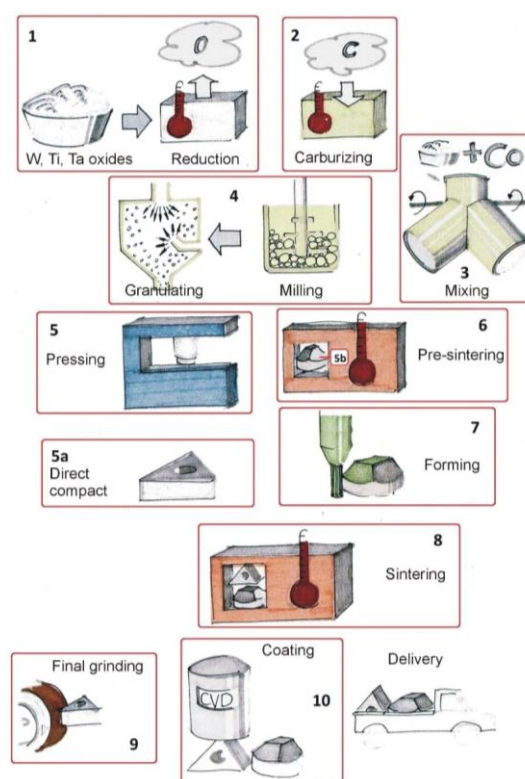 1
O
W, Ti, Ta oxides
Reduction
2
C
Carburizing
+ Co
3
Mixing
4
Granulating
Milling
5
Pressing
6
5b
Pre-sintering
5a
Direct
compact
7
Forming
8
Sintering
Final grinding
9
Coating
CVD
10
Delivery